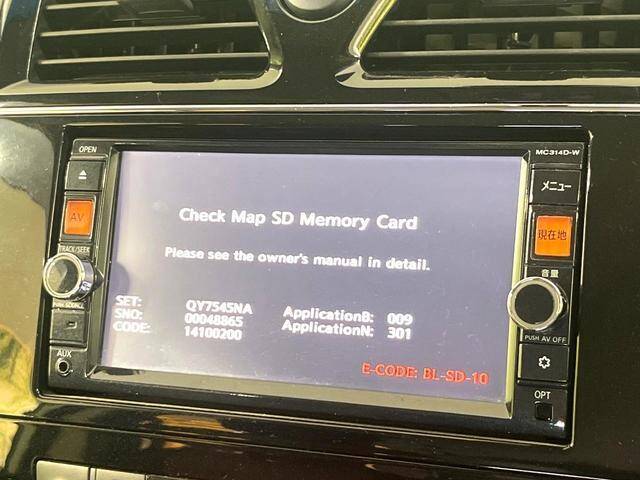 OPEN
MC314D-W
メニュー
AV
現在地
TRACK/SEEK
音量
Check Map SD Memory Card
Please see the owner's manual in detail.
SET: QY7545NA ApplicationB: 009
SNO: 00048865 ApplicationN: 301
CODE: 14100200
E-CODE: BL-SD-10
PUSH AV OFF
AUX
OPT